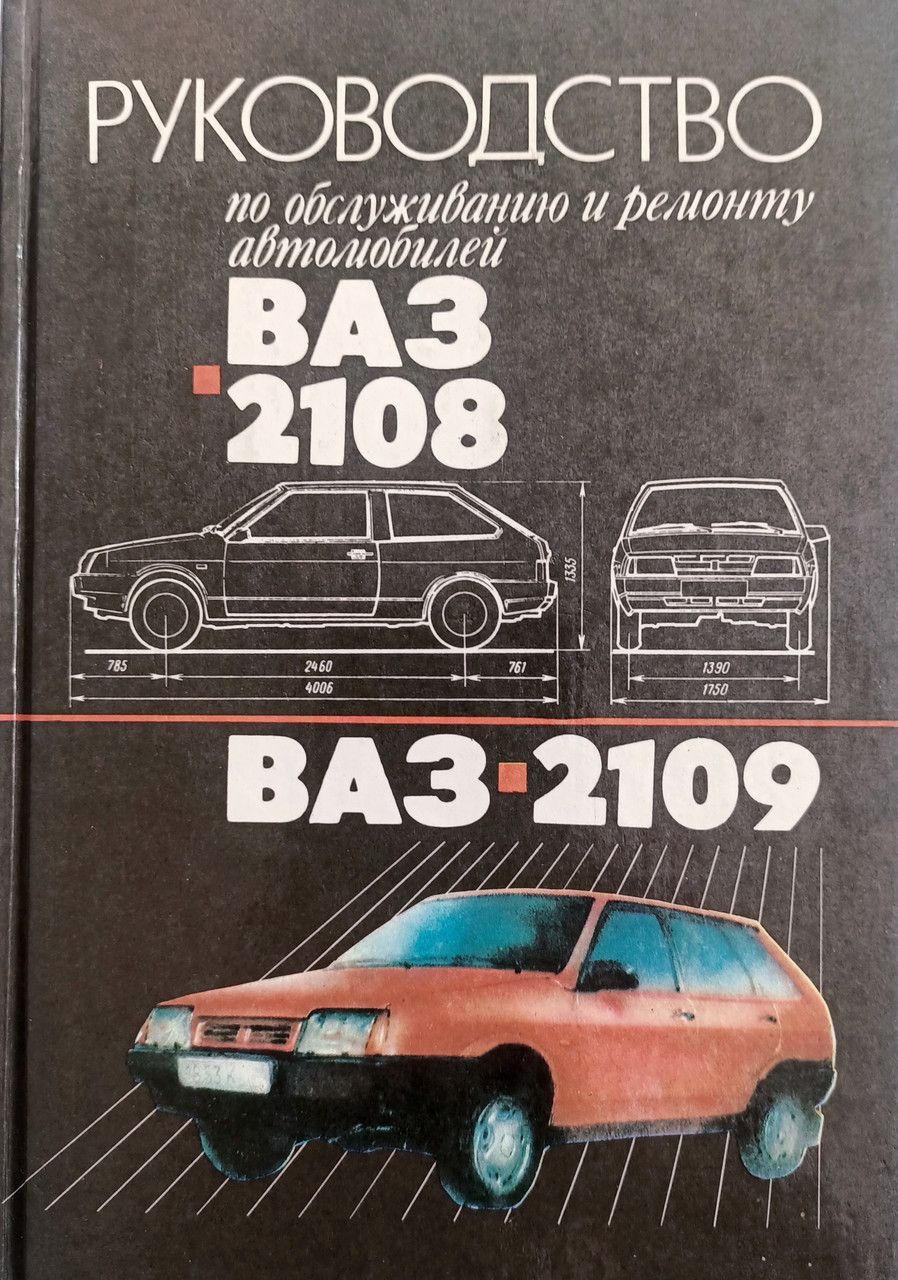 РУКОВОДСТВО
по обслуживанию и ремонту
автомобилей
ВАЗ
2108
1335
785 2460 761 1390
4006 1750
ВАЗ 2109